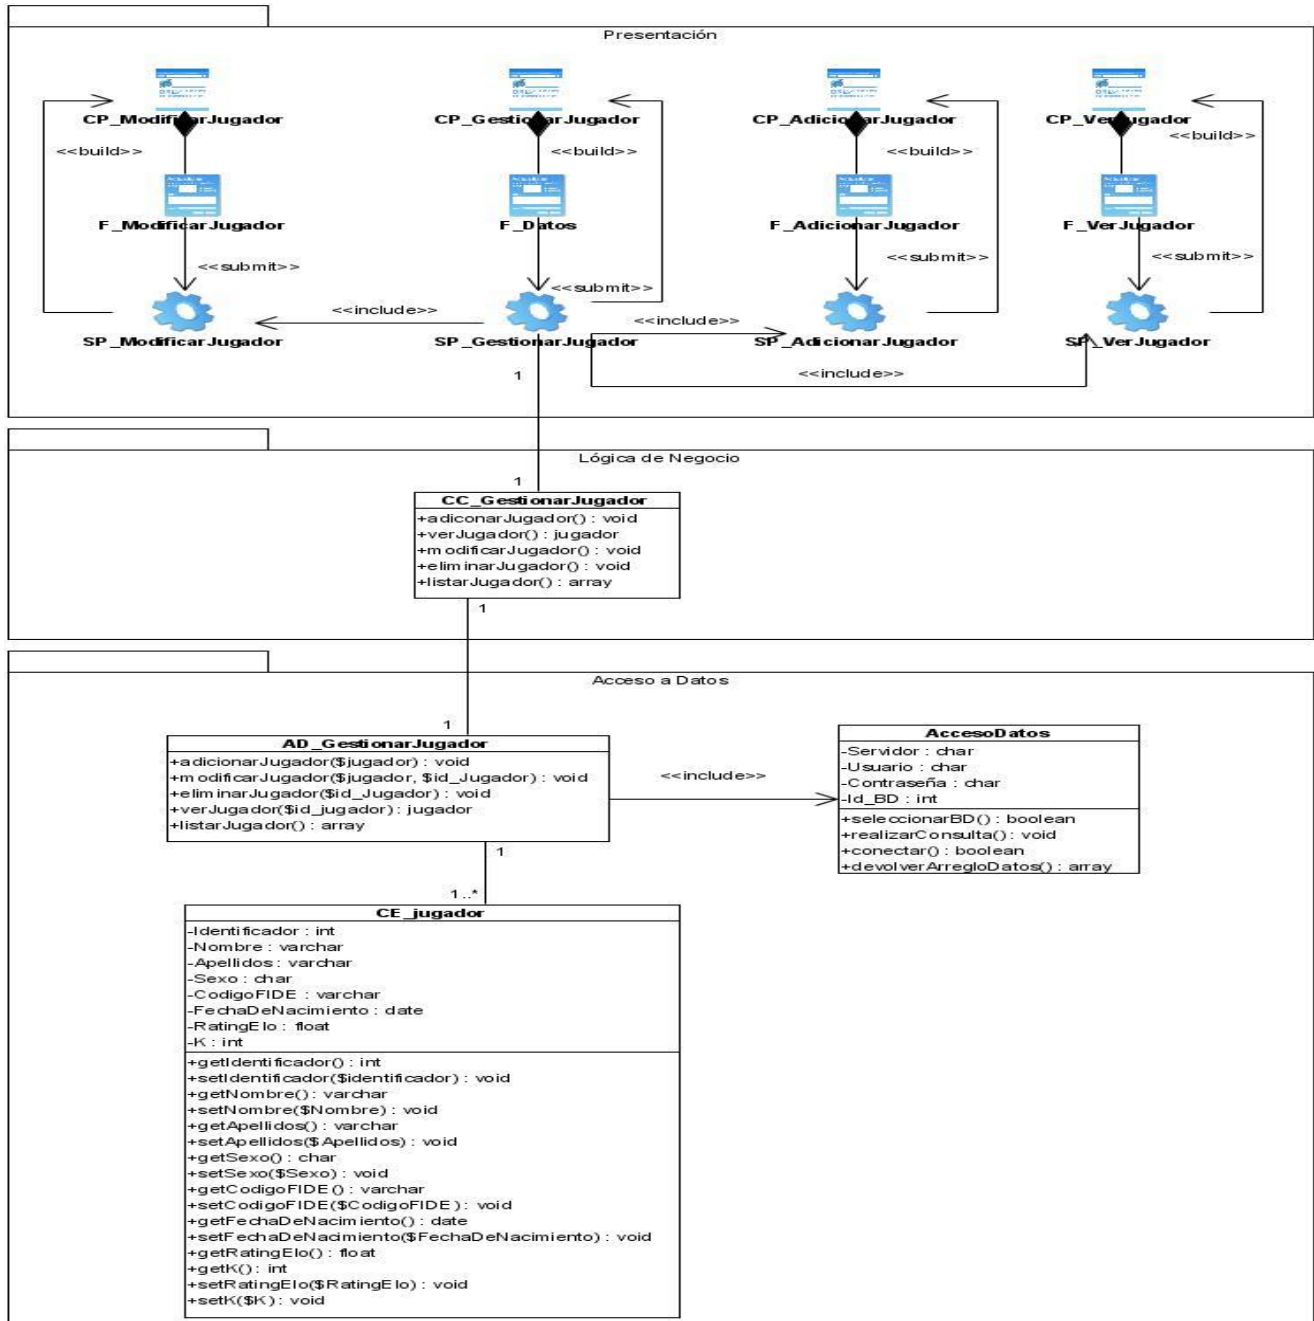 Presentación
CP_ModificarJugador
CP_GestionarJugador
CP_AdicionarJugador
CP_VerJugador
<<build>>
<<build>>
<<build>>
<<build>>
F_ModificarJugador
F_Datos
F_AdicionarJugador
F_VerJugador
<<submit>>
<<submit>>
<<submit>>
<<submit>>
<<include>>
<<include>>
SP_ModificarJugador
SP_GestionarJugador
SP_AdicionarJugador
SP_VerJugador
<<include>>
1
Lógica de Negocio
1
CC_GestionarJugador
+adiconarJugador() : void
+verJugador() : jugador
+modificarJugador() : void
+eliminarJugador() : void
+listarJugador() : array
1
Acceso a Datos
1
AD_GestionarJugador
+adicionarJugador($jugador) : void
+modificarJugador($jugador, $id_Jugador) : void
+eliminarJugador($id_Jugador) : void
+verJugador($id_jugador) : jugador
+listarJugador() : array
<<include>>
AccesoDatos
-Servidor : char
-Usuario : char
-Contraseña : char
-Id_BD : int
+seleccionarBD() : boolean
+realizarConsulta() : void
+conectar() : boolean
+devolverArregloDatos() : array
1
1..*
CE_jugador
-Identificador : int
-Nombre : varchar
-Apellidos : varchar
-Sexo : char
-CodigoFIDE : varchar
-FechaDeNacimiento : date
-RatingElo : float
-K : int
+getIdentificador() : int
+setIdentificador($identificador) : void
+getNombre() : varchar
+setNombre($Nombre) : void
+getApellidos() : varchar
+setApellidos($Apellidos) : void
+getSexo() : char
+setSexo($Sexo) : void
+getCodigoFIDE() : varchar
+setCodigoFIDE($CodigoFIDE) : void
+getFechaDeNacimiento() : date
+setFechaDeNacimiento($FechaDeNacimiento) : void
+getRatingElo() : float
+getK() : int
+setRatingElo($RatingElo) : void
+setK($K) : void